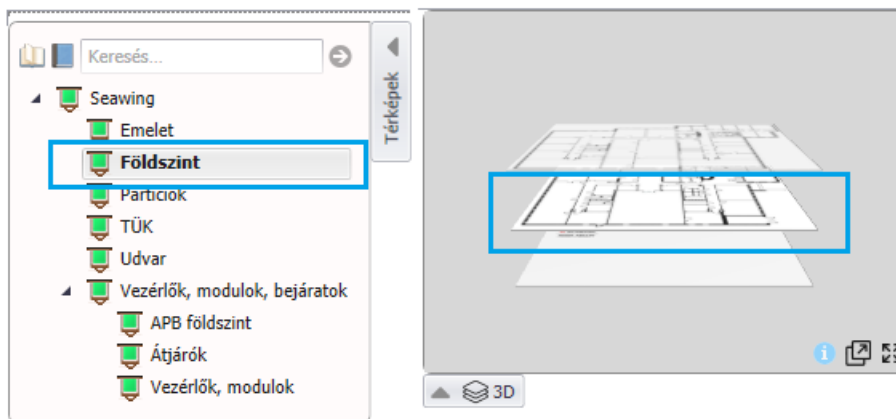 Keresés...
Térképek
Seawing
Emelet
Földszint
Partíciók
TÜK
Udvar
Vezérlők, modulok, bejáratok
APB földszint
Átjárók
Vezérlők, modulok
3D